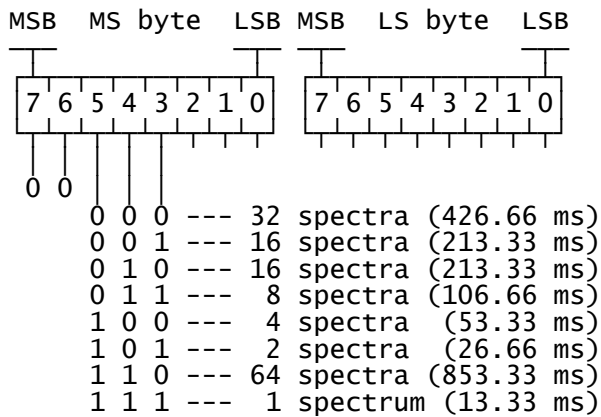 MSB MS byte LSB MSB LS byte LSB
7 6 5 4 3 2 1 0 7 6 5 4 3 2 1 0
0 0
0 0 0 --- 32 spectra (426.66 ms)
0 0 1 --- 16 spectra (213.33 ms)
0 1 0 --- 16 spectra (213.33 ms)
0 1 1 --- 8 spectra (106.66 ms)
1 0 0 --- 4 spectra (53.33 ms)
1 0 1 --- 2 spectra (26.66 ms)
1 1 0 --- 64 spectra (853.33 ms)
1 1 1 --- 1 spectrum (13.33 ms)